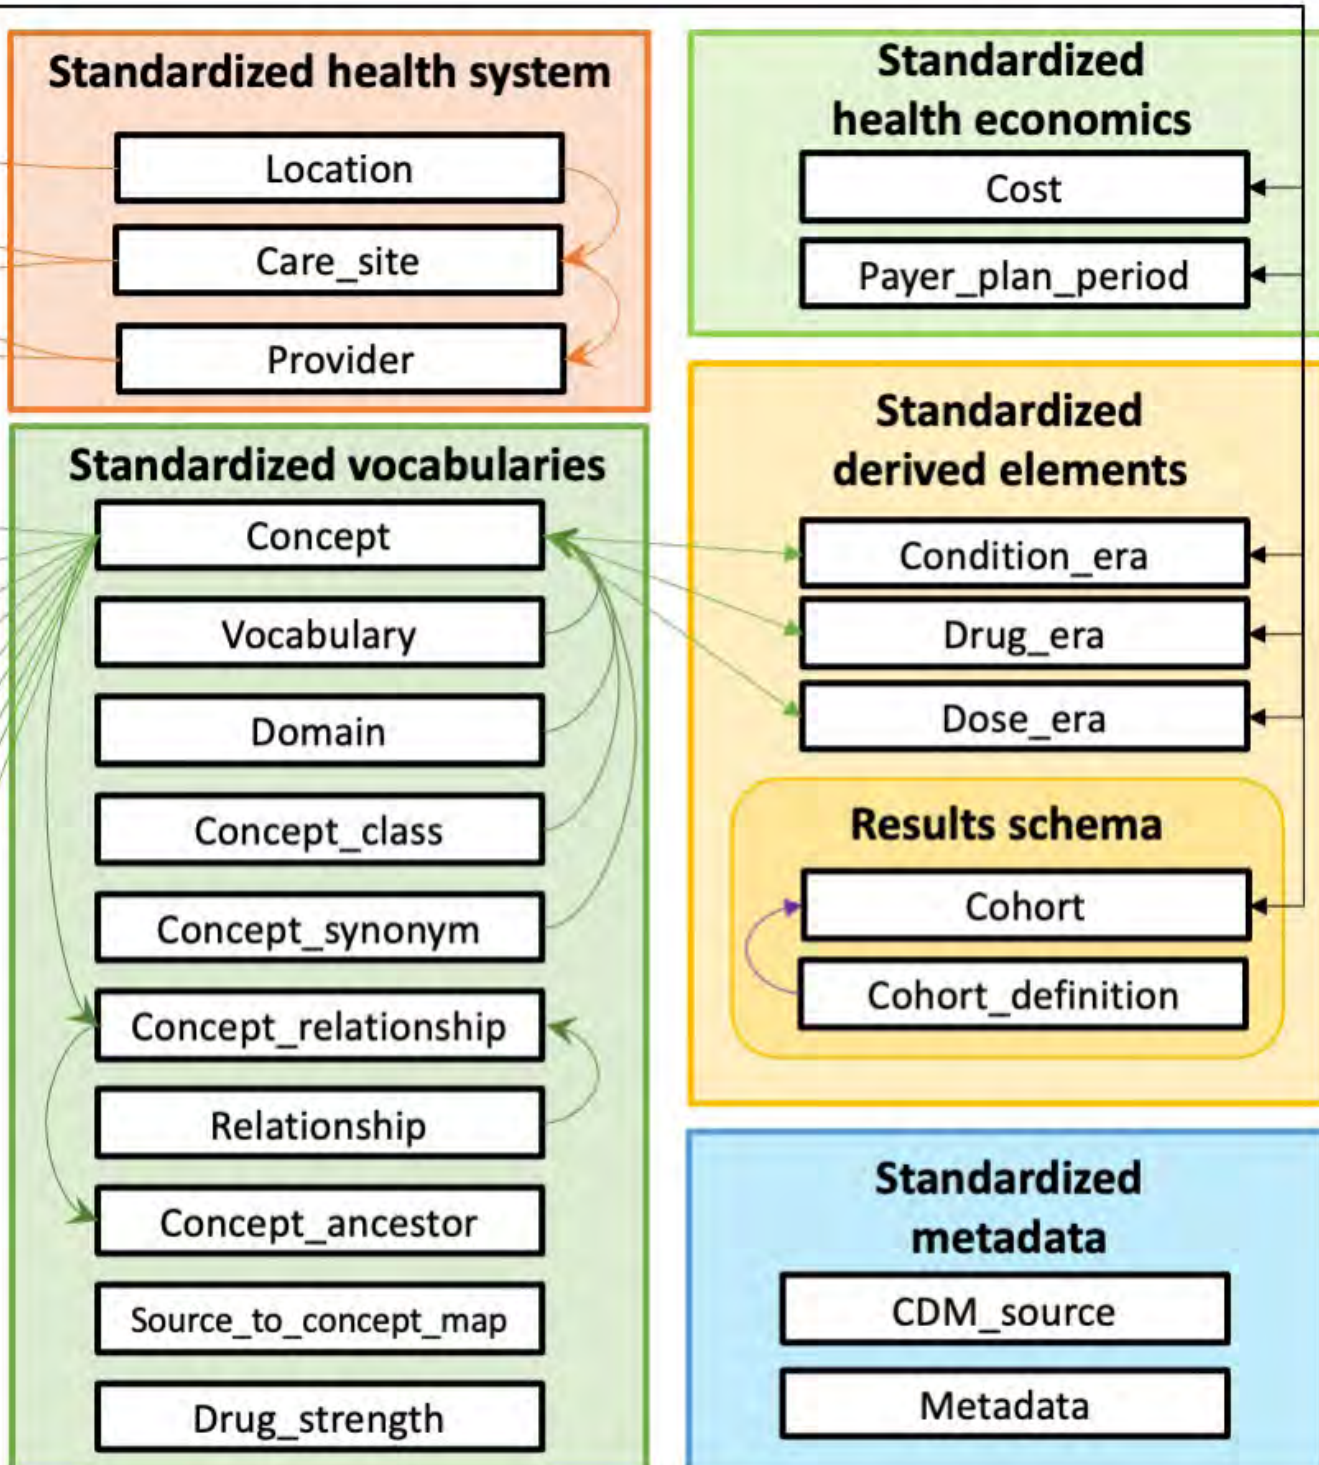 Standardized health system
Location
Care_site
Provider
Standardized vocabularies
Concept
Vocabulary
Domain
Concept_class
Concept_synonym
Concept_relationship
Relationship
Concept_ancestor
Source_to_concept_map
Drug_strength
Standardized
health economics
Cost
Payer_plan_period
Standardized
derived elements
Condition_era
Drug_era
Dose_era
Results schema
Cohort
Cohort_definition
Standardized
metadata
CDM_source
Metadata